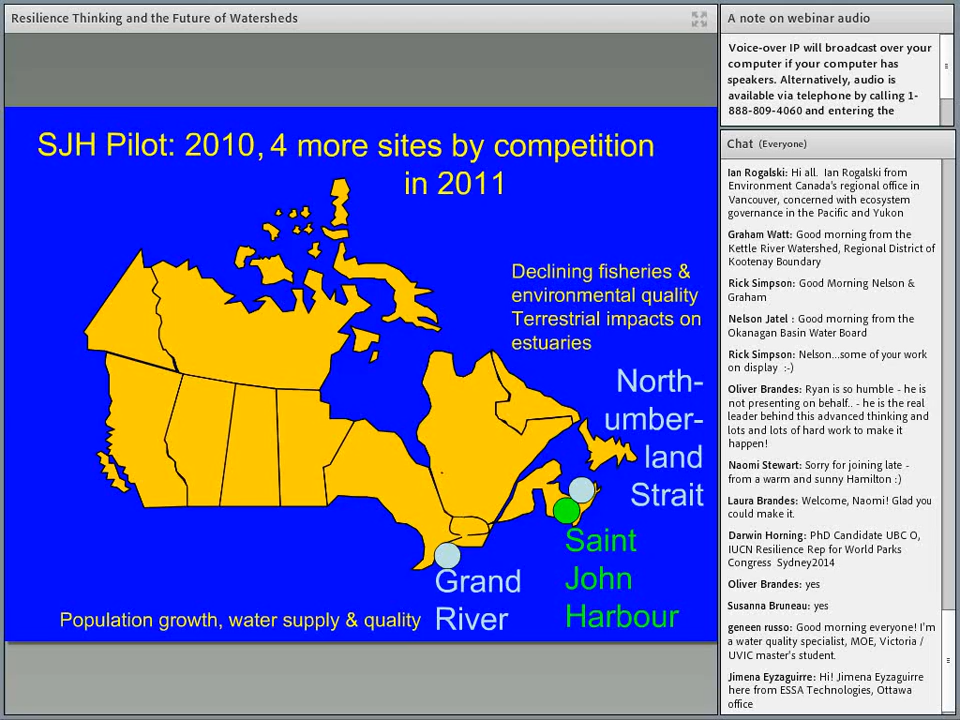 Resilience Thinking and the Future of Watersheds
SJH Pilot: 2010, 4 more sites by competition
in 2011
Declining fisheries &
environmental quality
Terrestrial impacts on
estuaries
North-
umber-
land
Strait
Saint
John
Harbour
Grand
River
Population growth, water supply & quality
A note on webinar audio
Voice-over IP will broadcast over your
computer if your computer has
speakers. Alternatively, audio is
available via telephone by calling 1-
888-809-4060 and entering the
Chat (Everyone)
Ian Rogalski: Hi all. Ian Rogalski from
Environment Canada's regional office in
Vancouver, concerned with ecosystem
governance in the Pacific and Yukon
Graham Watt: Good morning from the
Kettle River Watershed, Regional District of
Kootenay Boundary
Rick Simpson: Good Morning Nelson &
Graham
Nelson Jatel : Good morning from the
Okanagan Basin Water Board
Rick Simpson: Nelson...some of your work
on display :-)
Oliver Brandes: Ryan is so humble - he is
not presenting on behalf.. - he is the real
leader behind this advanced thinking and
lots and lots of hard work to make it
happen!
Naomi Stewart: Sorry for joining late -
from a warm and sunny Hamilton :)
Laura Brandes: Welcome, Naomi! Glad you
could make it.
Darwin Horning: PhD Candidate UBC O,
IUCN Resilience Rep for World Parks
Congress Sydney2014
Oliver Brandes: yes
Susanna Bruneau: yes
geneen russo: Good morning everyone! I'm
a water quality specialist, MOE, Victoria /
UVIC master's student.
Jimena Eyzaguirre: Hi! Jimena Eyzaguirre
here from ESSA Technologies, Ottawa
office